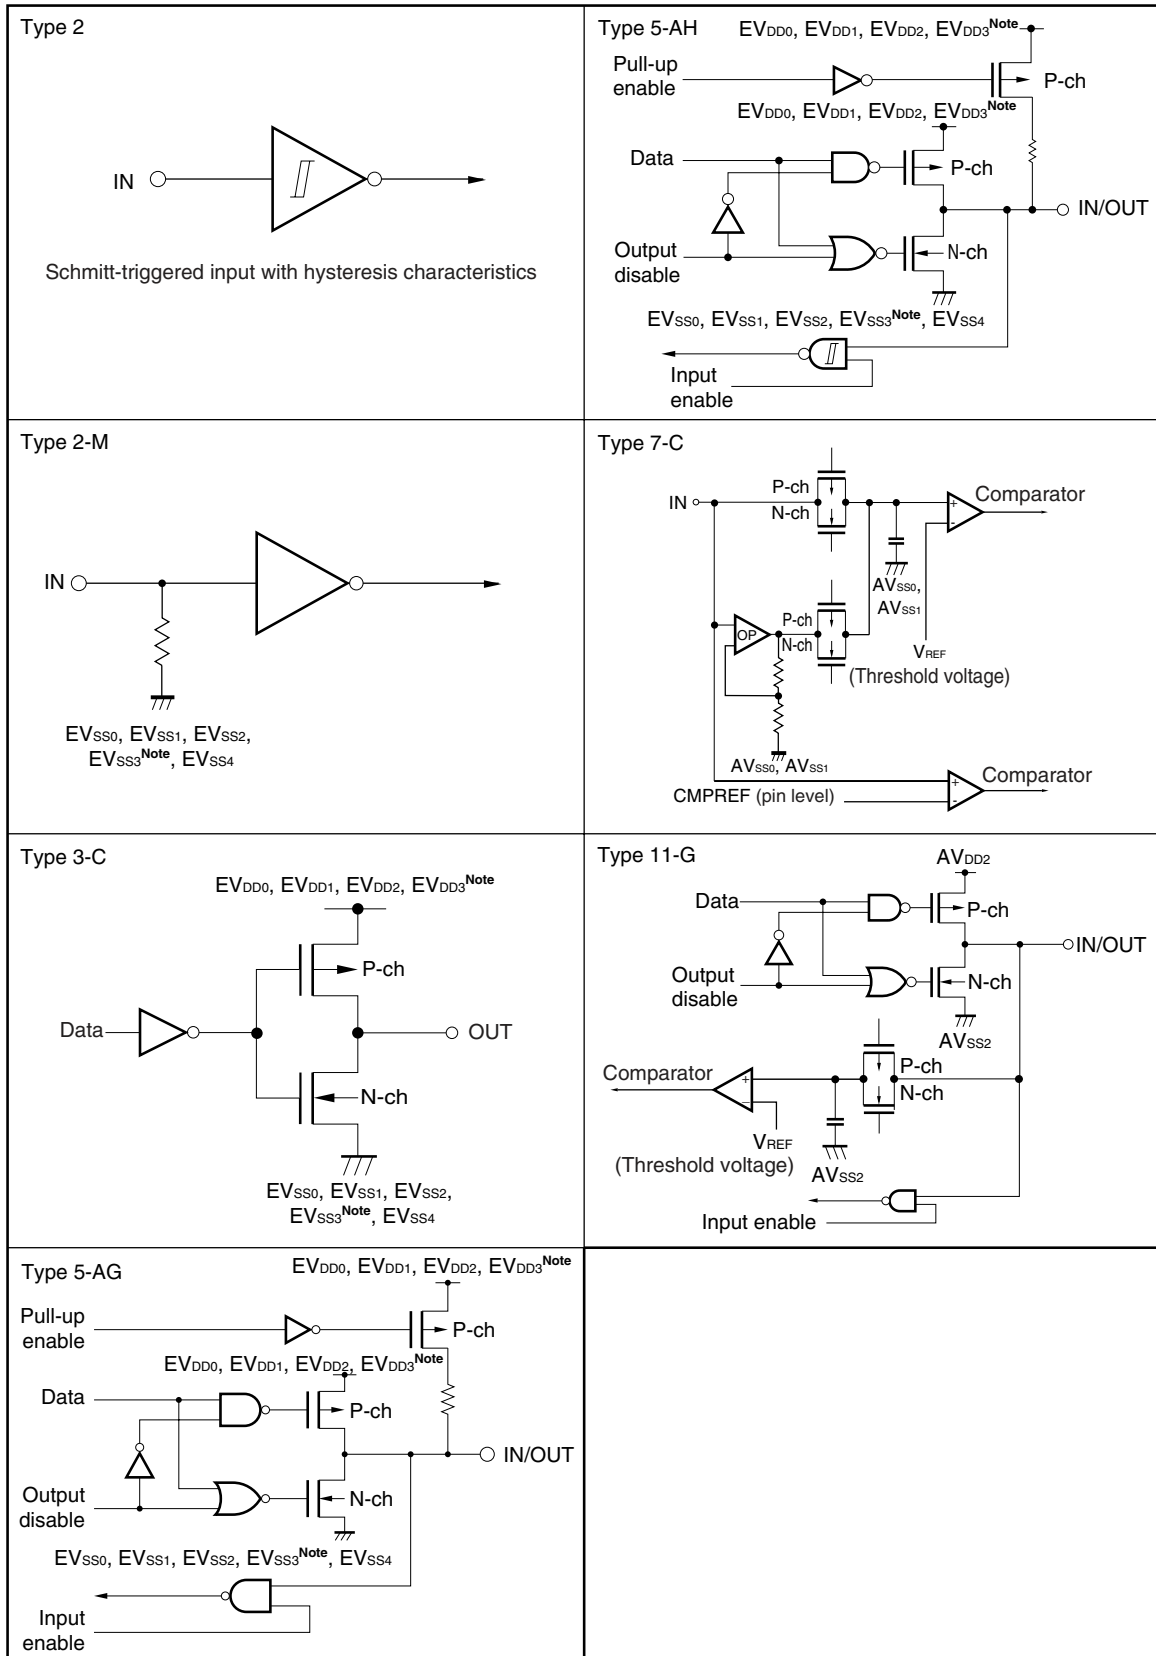 Type 2
IN
Schmitt-triggered input with hysteresis characteristics
Type 5-AH
EVDD0, EVDD1, EVDD2, EVDD3Note
Pull-up
enable
P-ch
EVDD0, EVDD1, EVDD2, EVDD3Note
Data
P-ch
IN/OUT
Output
disable
N-ch
EVSS0, EVSS1, EVSS2, EVSS3Note, EVSS4
Input
enable
Type 2-M
IN
EVSS0, EVSS1, EVSS2,
EVSS3Note, EVSS4
Type 7-C
IN
P-ch
N-ch
+
-
Comparator
AVSS0,
AVSS1
OP
P-ch
N-ch
VREF
(Threshold voltage)
AVSS0, AVSS1
CMPREF (pin level)
+
-
Comparator
Type 3-C
EVDD0, EVDD1, EVDD2, EVDD3Note
P-ch
Data
OUT
N-ch
EVSS0, EVSS1, EVSS2,
EVSS3Note, EVSS4
Type 11-G
AVDD2
Data
P-ch
IN/OUT
Output
disable
N-ch
AVSS2
Comparator
+
–
P-ch
N-ch
VREF
(Threshold voltage)
AVSS2
Input enable
Type 5-AG
EVDD0, EVDD1, EVDD2, EVDD3Note
Pull-up
enable
P-ch
EVDD0, EVDD1, EVDD2, EVDD3Note
Data
P-ch
IN/OUT
Output
disable
N-ch
EVSS0, EVSS1, EVSS2, EVSS3Note, EVSS4
Input
enable